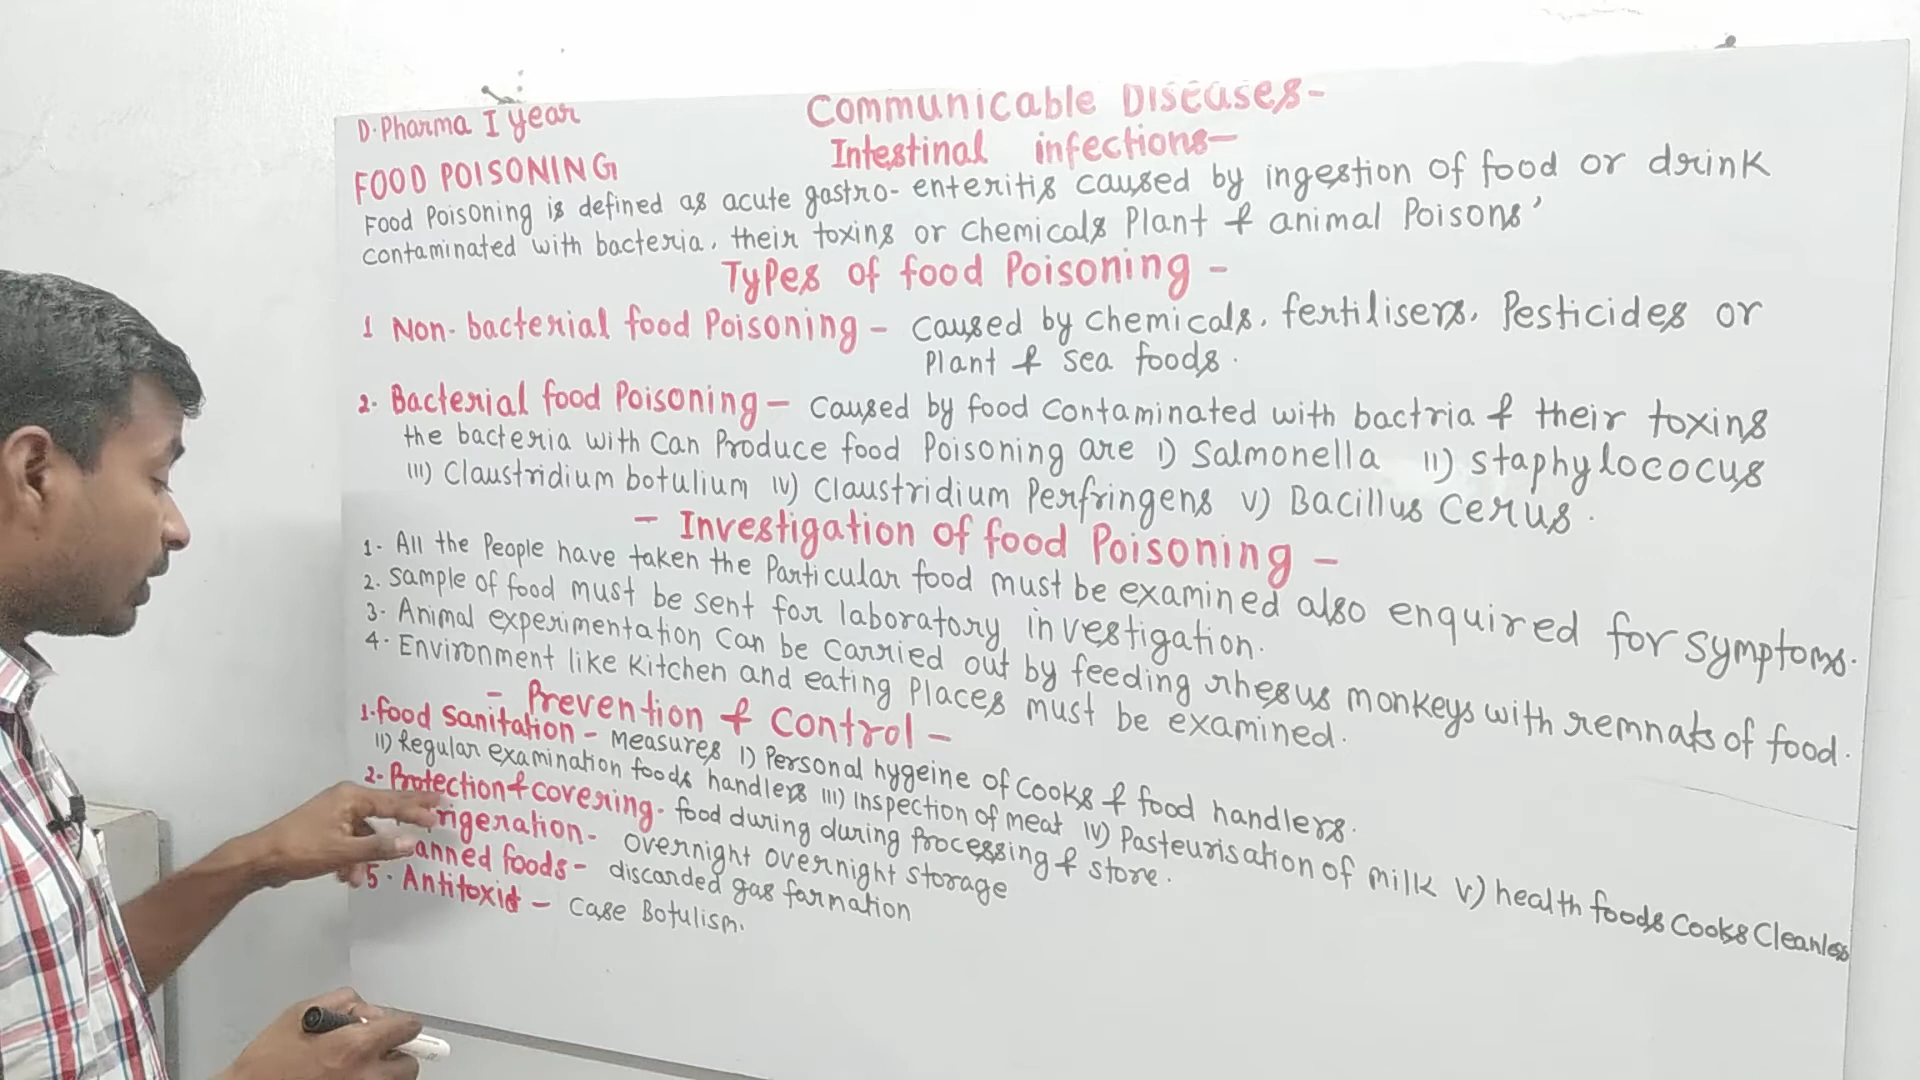 D.Pharma I year
Communicable Diseases-
Intestinal infections-
FOOD POISONING
Food Poisoning is defined as acute gastro-enteritis caused by ingestion of food or drink
contaminated with bacteria, their toxins or chemicals Plant & animal Poisons'
Types of food Poisoning -
1 Non-bacterial food Poisoning - Caused by chemicals, fertilisers, Pesticides or
Plant & sea foods.
2. Bacterial food Poisoning - Caused by food contaminated with bactria & their toxins
the bacteria with can Produce food Poisoning are I) Salmonella II) Staphylococus
III) Claustridium botulium IV) Claustridium Perfringens V) Bacillus Cerus.
- Investigation of food Poisoning -
1. All the People have taken the Particular food must be examined also enquired for symptoms.
2. Sample of food must be sent for laboratory investigation.
3. Animal experimentation can be carried out by feeding rhesus monkeys with remnats of food.
4. Environment like Kitchen and eating Places must be examined.
- Prevention & Control -
1. food Sanitation - Measures I) Personal hygeine of Cooks & food handlers.
II) Regular examination foods handlers III) Inspection of meat IV) Pasteurisation of milk V) health foods Cooks Cleanless
2. Protection & covering. food during during Processing & store.
rigeration - overnight overnight storage
anned foods - discarded gas formation
5. Antitoxid - Case Botulism.